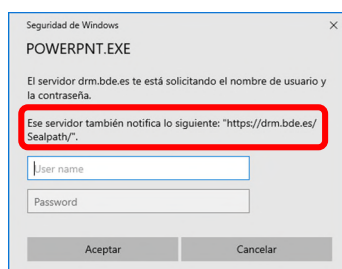 Seguridad de Windows
POWERPNT.EXE
El servidor drm.bde.es te está solicitando el nombre de usuario y
la contraseña.
Ese servidor también notifica lo siguiente: "https://drm.bde.es/
Sealpath/".
User name
Password
Aceptar
Cancelar